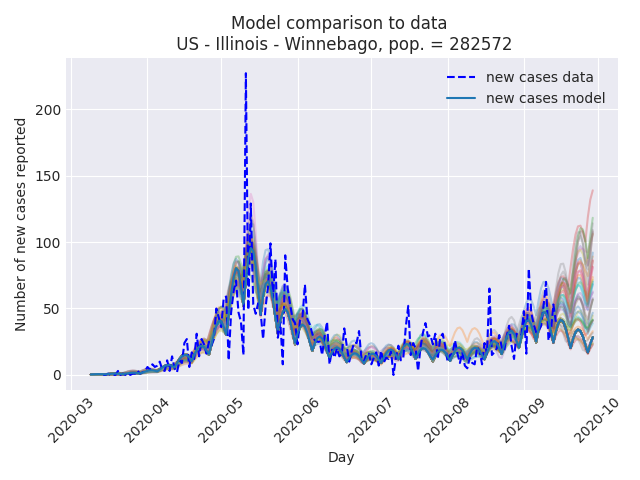 Model comparison to data
US - Illinois - Winnebago, pop. = 282572
new cases data
new cases model
Number of new cases reported
200
150
100
50
0
2020-03
2020-04
2020-05
2020-06
2020-07
2020-08
2020-09
2020-10
Day